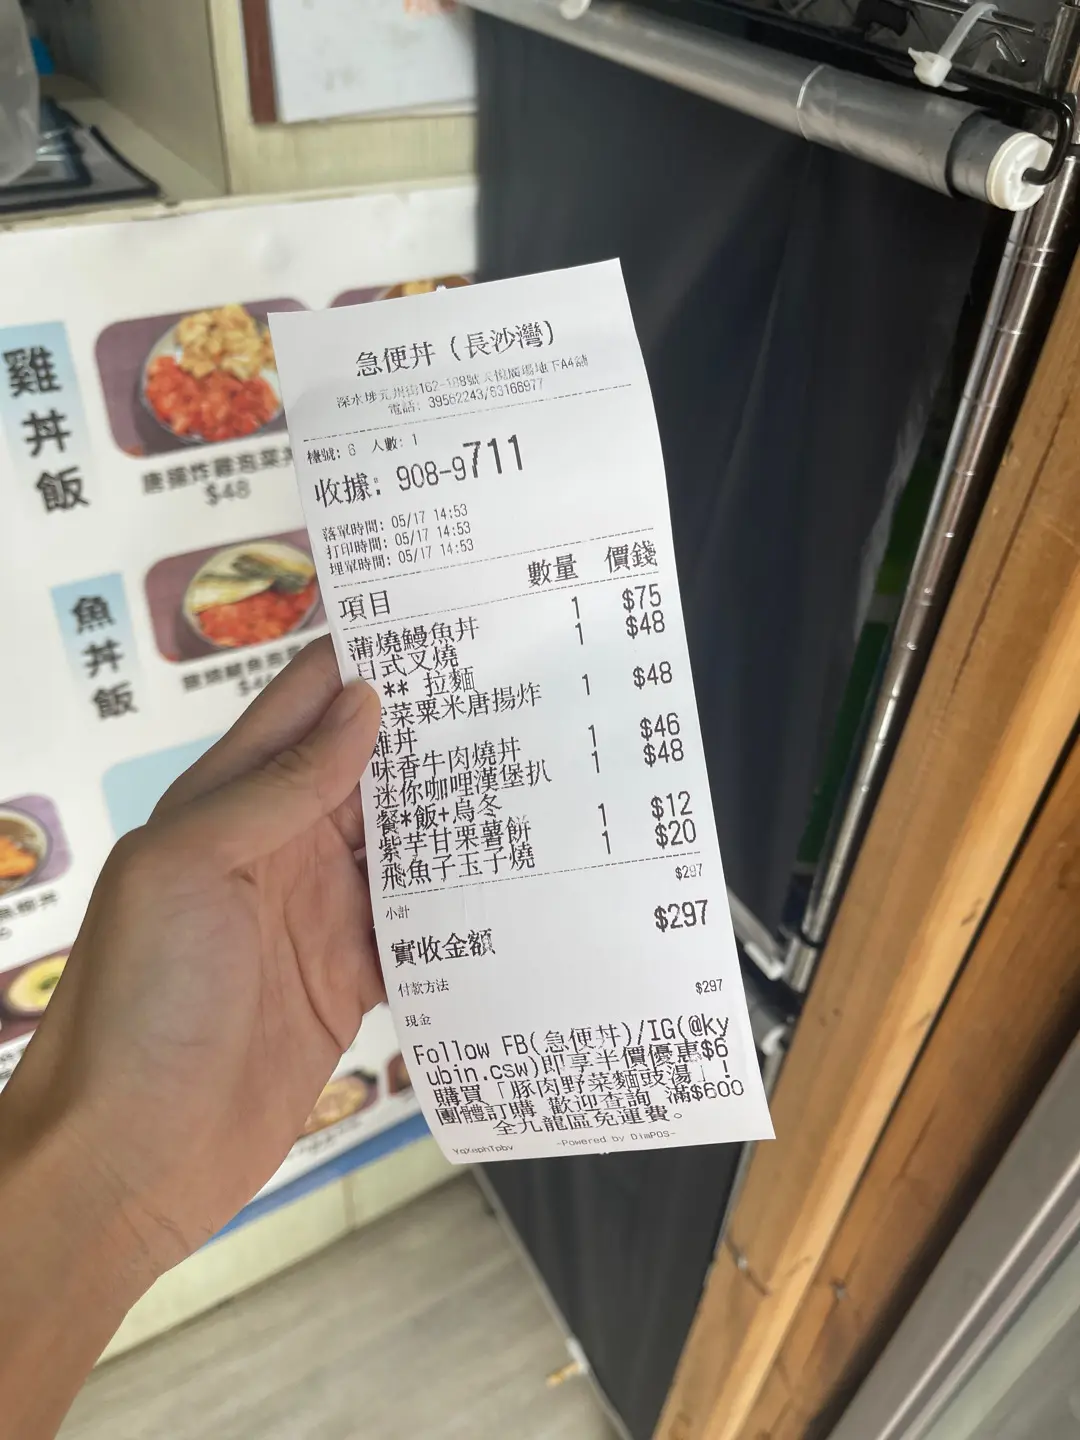 急便丼（長沙灣）
深水埗元州街162-188號天悅廣場地下A4舖
電話: 39562243/63166977
檯號: 6 人數: 1
收據: 908-9711
落單時間: 05/17 14:53
打印時間: 05/17 14:53
埋單時間: 05/17 14:53
項目 數量 價錢
蒲燒鰻魚丼 1 $75
日式叉燒 1 $48
** 拉麵
菜粟米唐揚炸 1 $48
雞丼
味香牛肉燒丼 1 $46
迷你咖哩漢堡扒 1 $48
餐*飯+烏冬
紫芋甘栗薯餅 1 $12
飛魚子玉子燒 1 $20
小計 $297
實收金額 $297
付款方法
現金 $297
Follow FB(急便丼)/IG(@ky
ubin.csw)即享半價優惠$6
購買「豚肉野菜麵豉湯」!
團體訂購 歡迎查詢 滿$600
全九龍區免運費。
YqXephTpbv -Powered by DimPOS-
雞丼飯
唐揚炸雞泡菜
$48
魚丼飯